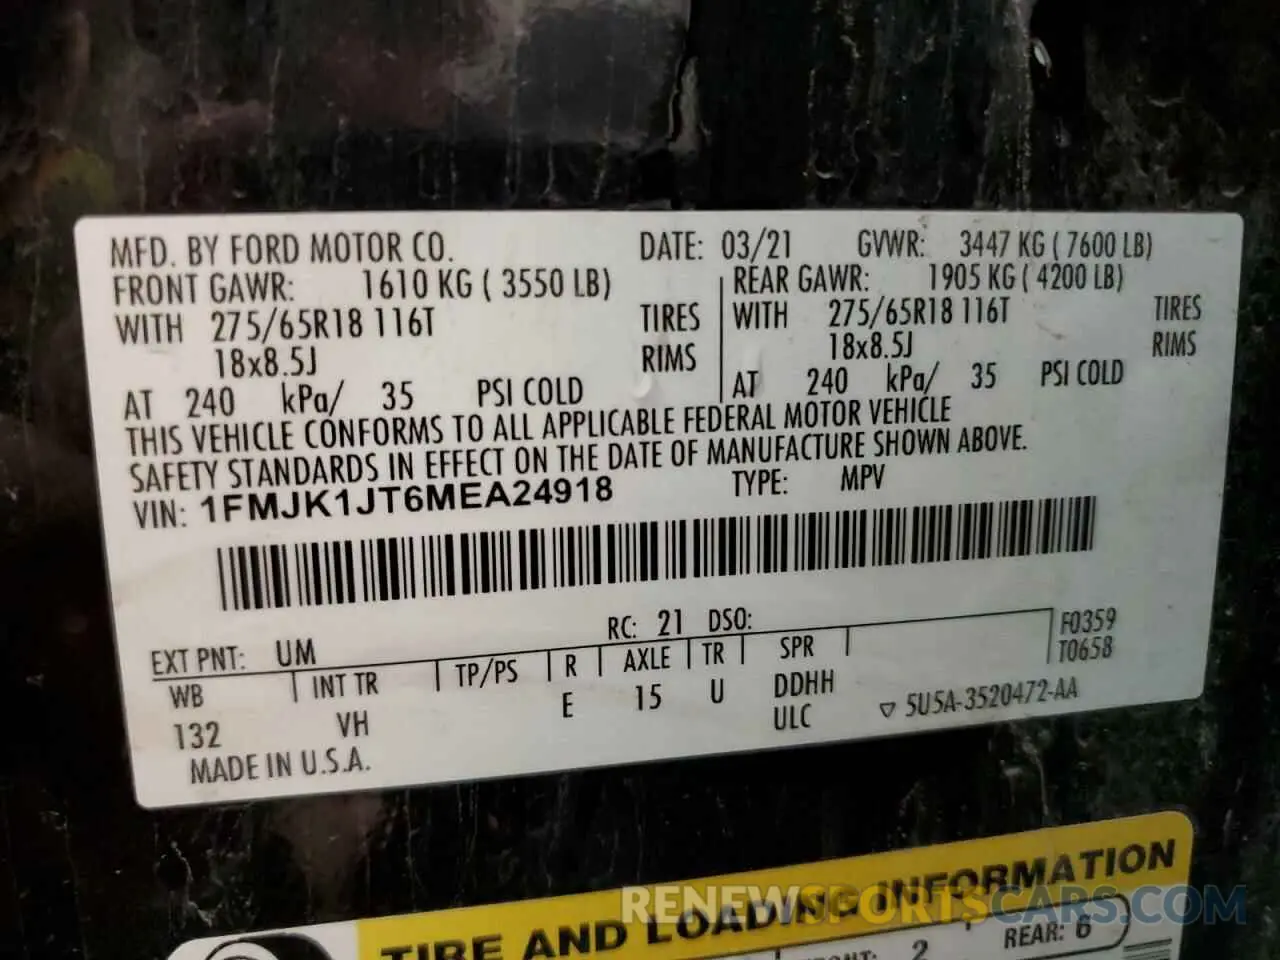 MFD. BY FORD MOTOR CO. DATE: 03/21 GVWR: 3447 KG (7600 LB)
FRONT GAWR: 1610 KG ( 3550 LB) REAR GAWR: 1905 KG ( 4200 LB)
WITH 275/65R18 116T TIRES WITH 275/65R18 116T TIRES
18x8.5J RIMS 18x8.5J RIMS
AT 240 kPa/ 35 PSI COLD AT 240 kPa/ 35 PSI COLD
THIS VEHICLE CONFORMS TO ALL APPLICABLE FEDERAL MOTOR VEHICLE
SAFETY STANDARDS IN EFFECT ON THE DATE OF MANUFACTURE SHOWN ABOVE.
VIN: 1FMJK1JT6MEA24918 TYPE: MPV
EXT PNT: UM RC: 21 DSO: F0359
WB INT TR TP/PS R AXLE TR SPR T0658
132 VH E 15 U DDHH
ULC 5U5A-3520472-AA
MADE IN U.S.A.
TIRE AND LOADING INFORMATION
2 REAR: 6
RENEWSPORTSCARS.COM